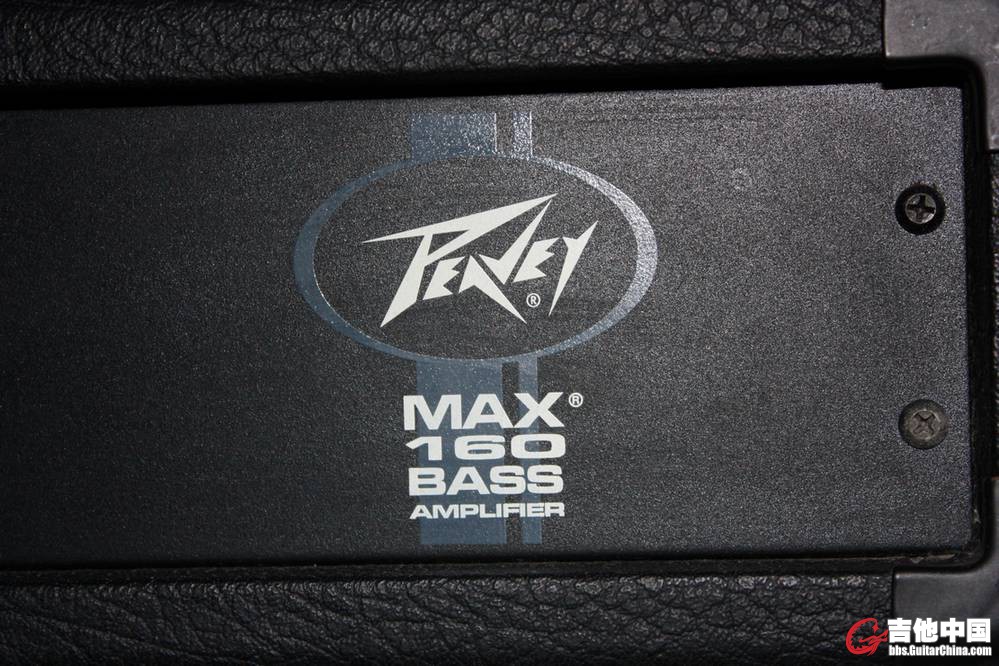 PEAVEY®
MAX®
160
BASS
AMPLIFIER
吉他中国
bbs.GuitarChina.com